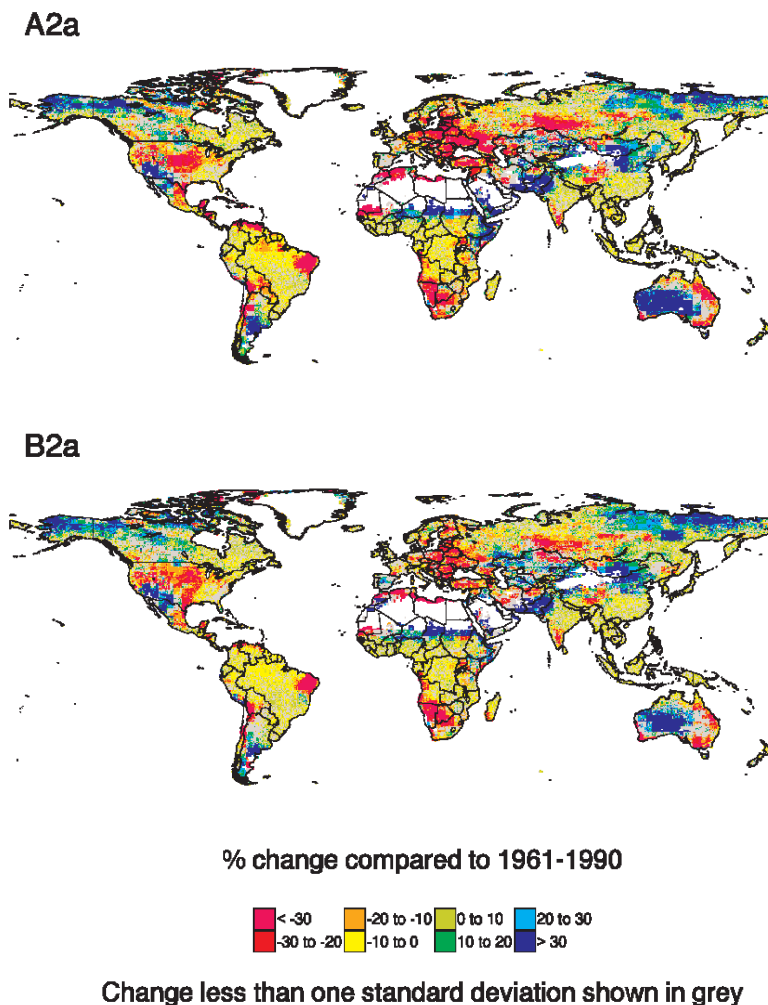 A2a
B2a
% change compared to 1961-1990
< -30 -20 to -10 0 to 10 20 to 30
-30 to -20 -10 to 0 10 to 20 > 30
Change less than one standard deviation shown in grey